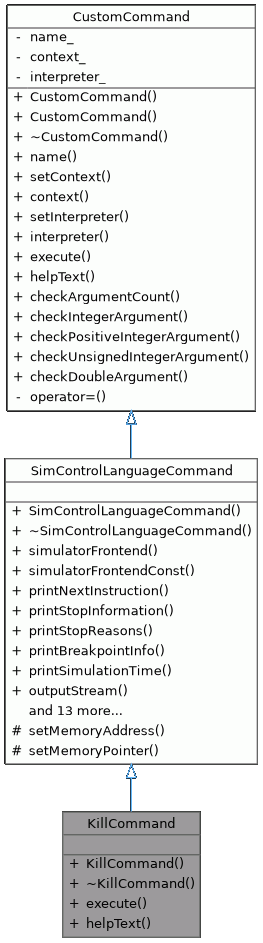 CustomCommand
- name_
- context_
- interpreter_
+ CustomCommand()
+ CustomCommand()
+ ~CustomCommand()
+ name()
+ setContext()
+ context()
+ setInterpreter()
+ interpreter()
+ execute()
+ helpText()
+ checkArgumentCount()
+ checkIntegerArgument()
+ checkPositiveIntegerArgument()
+ checkUnsignedIntegerArgument()
+ checkDoubleArgument()
- operator=()
SimControlLanguageCommand
+ SimControlLanguageCommand()
+ ~SimControlLanguageCommand()
+ simulatorFrontend()
+ simulatorFrontendConst()
+ printNextInstruction()
+ printStopInformation()
+ printStopReasons()
+ printBreakpointInfo()
+ printSimulationTime()
+ outputStream()
and 13 more...
# setMemoryAddress()
# setMemoryPointer()
KillCommand
+ KillCommand()
+ ~KillCommand()
+ execute()
+ helpText()